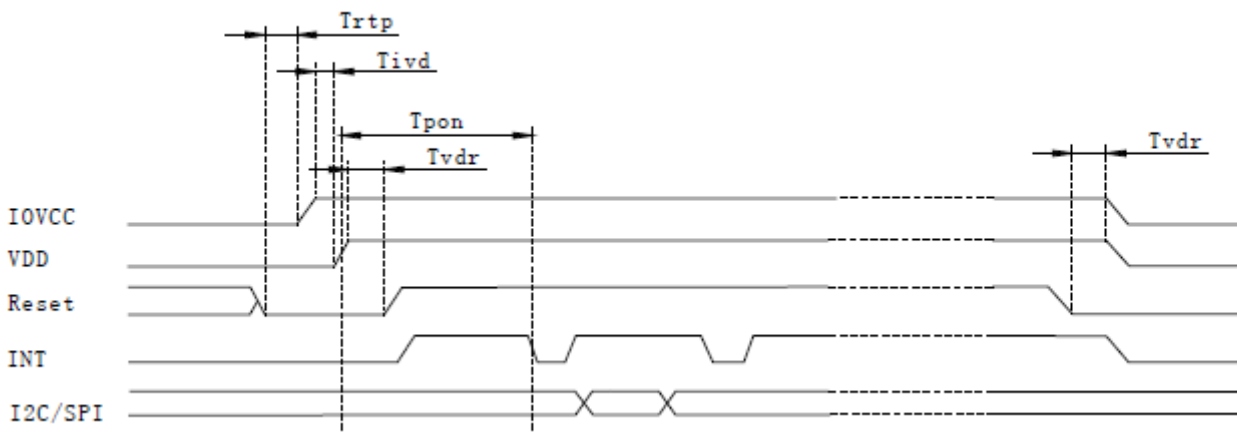 Trtp
Tivd
Tpon
Tvdr
Tvdr
IOVCC
VDD
Reset
INT
I2C/SPI